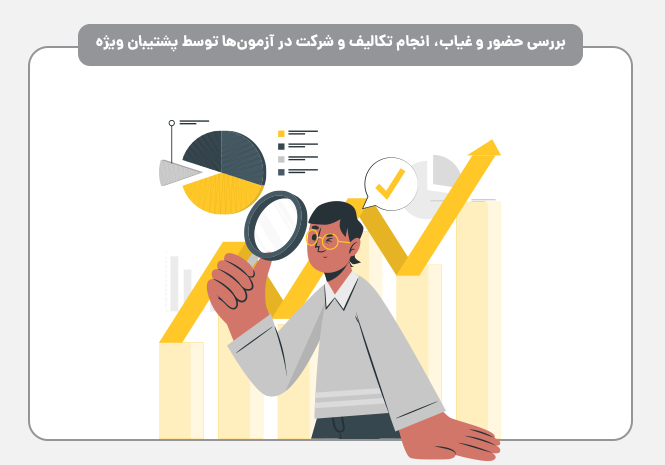 بررسی حضور و غیاب، انجام تکالیف و شرکت در آزمون‌ها توسط پشتیبان ویژه